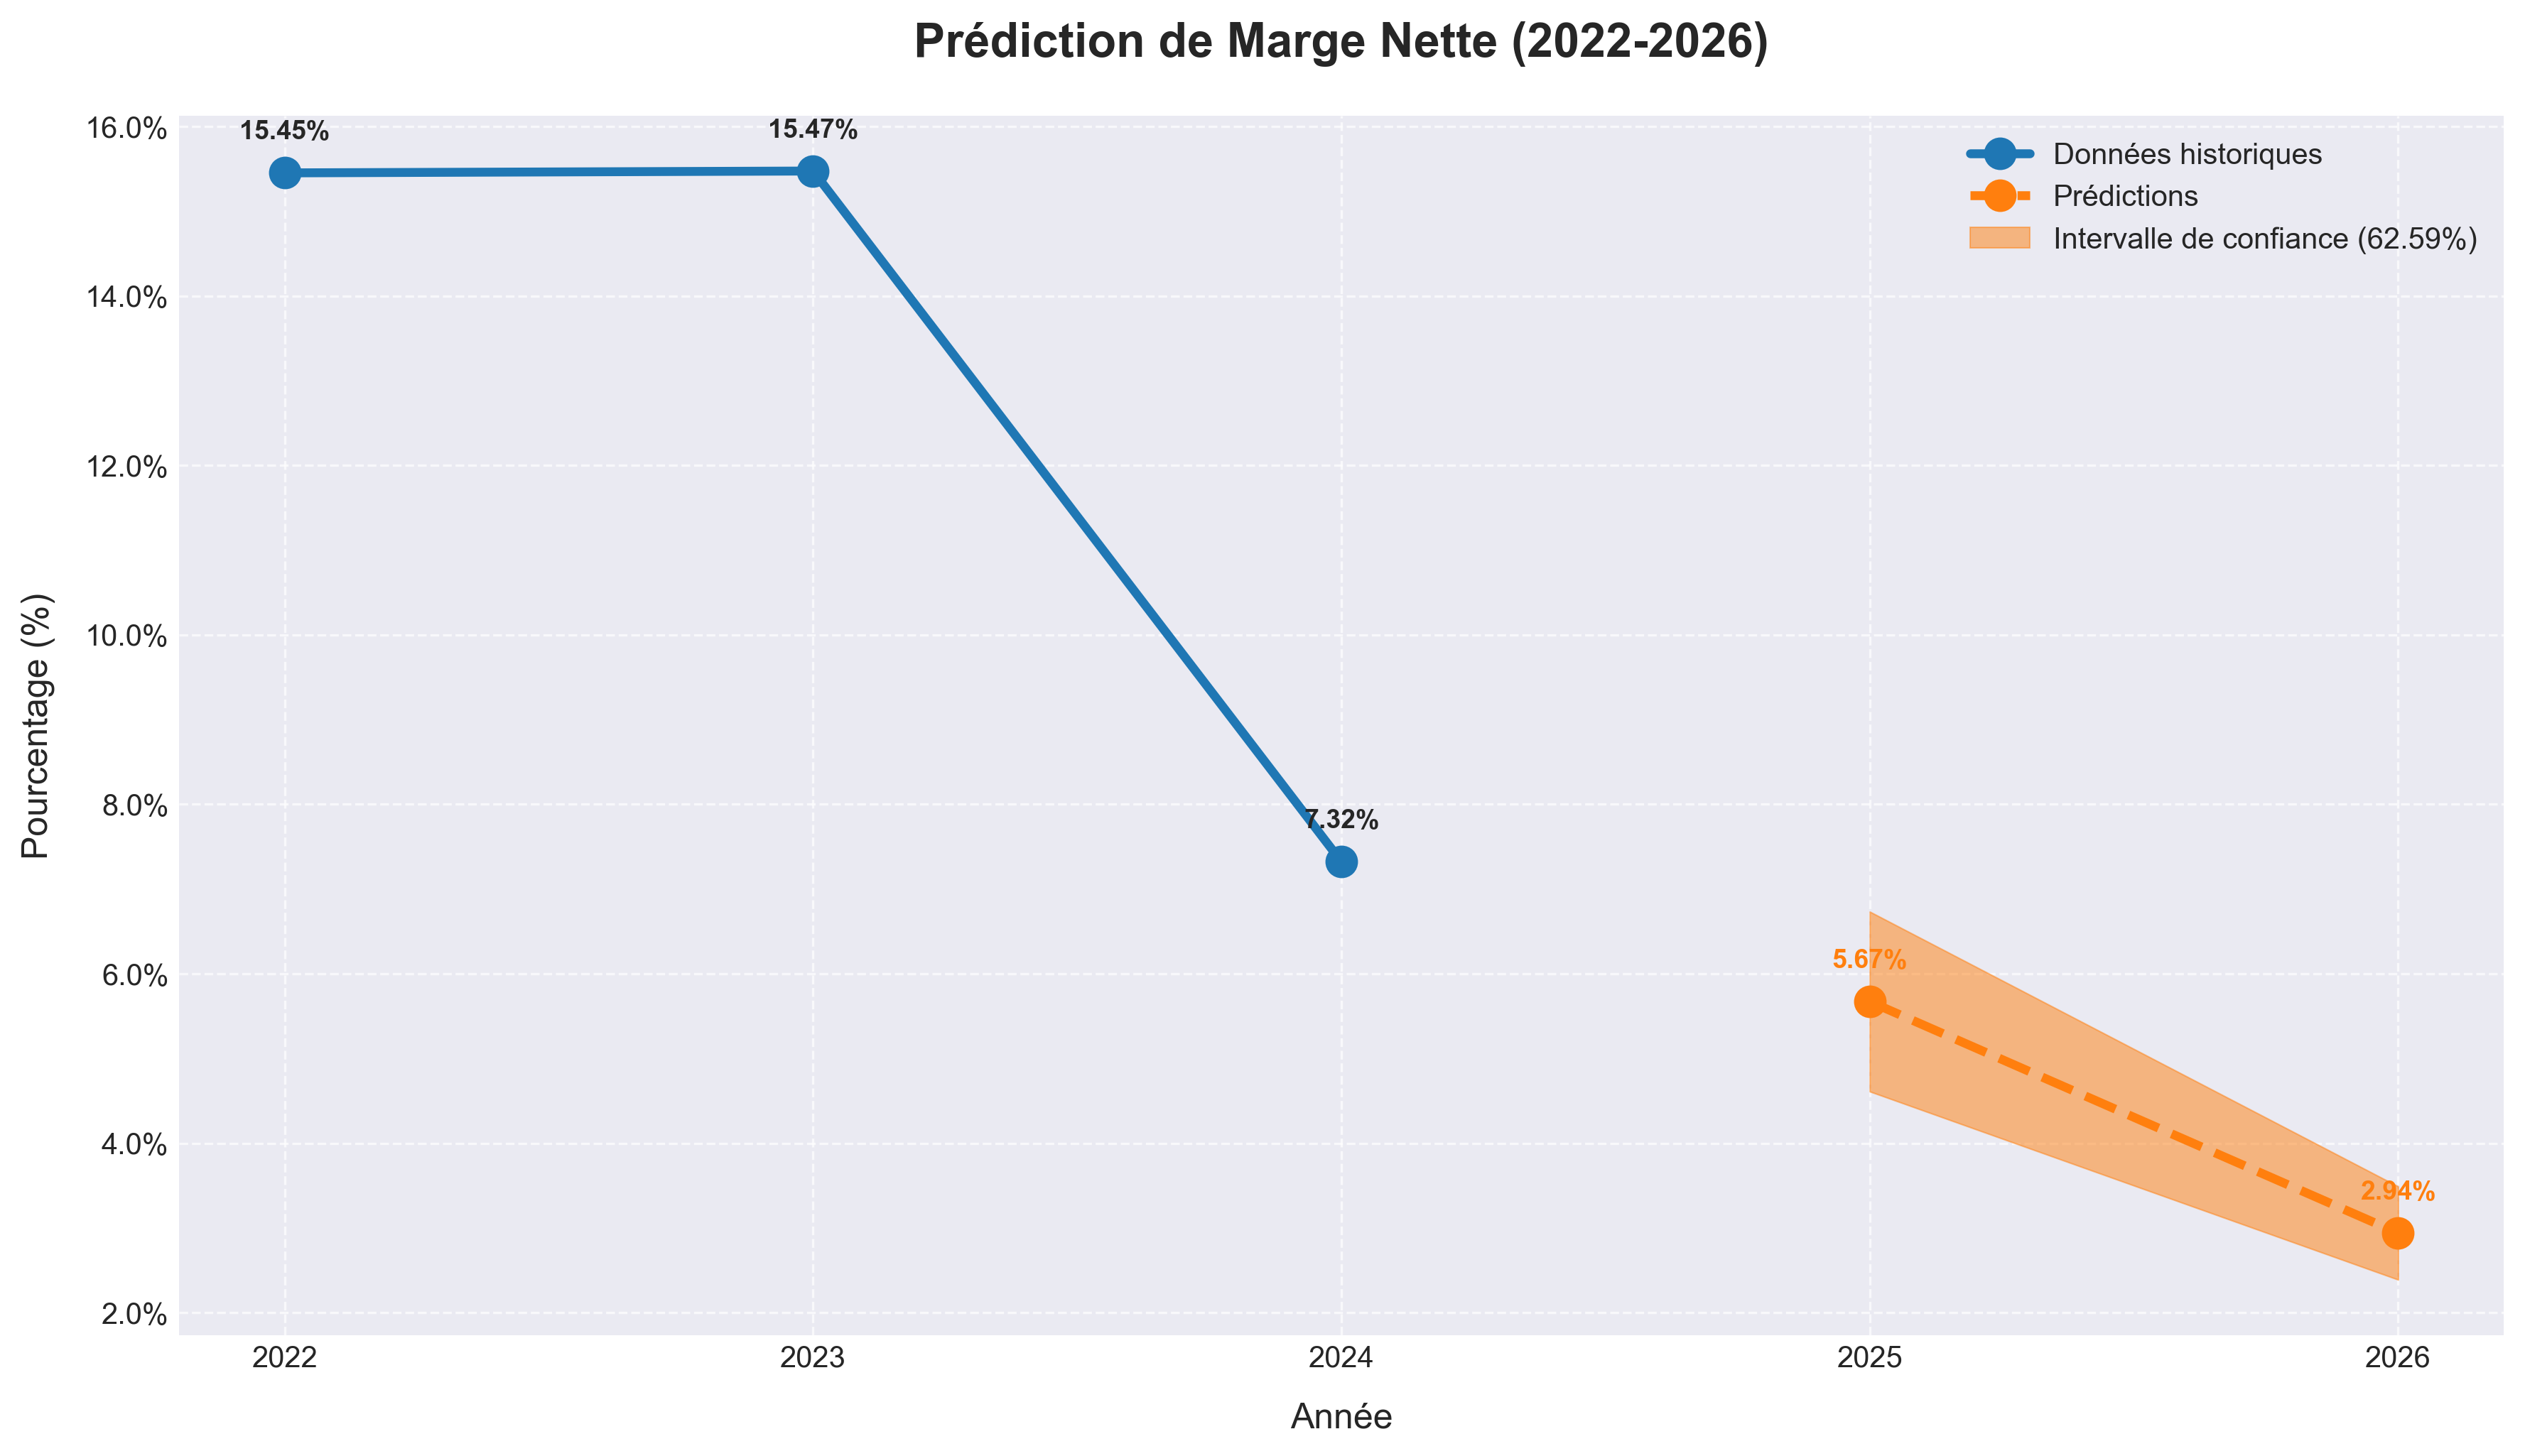 Prédiction de Marge Nette (2022-2026)
Pourcentage (%)
16.0%
14.0%
12.0%
10.0%
8.0%
6.0%
4.0%
2.0%
15.45%
15.47%
7.32%
5.67%
2.94%
Données historiques
Prédictions
Intervalle de confiance (62.59%)
2022 2023 2024 2025 2026
Année